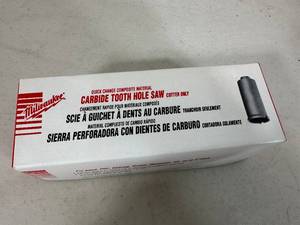 Milwaukee
QUICK CHANGE COMPOSITE MATERIAL
CARBIDE TOOTH HOLE SAW CUTTER ONLY
CHANGEMENT RAPIDE POUR MATERIAUX COMPOSÉS
SCIE À GUICHET À DENTS AU CARBURE TRANCHOIR SEULEMENT
MATERIAL COMPUESTO DE CAMBIO RÁPIDO
SIERRA PERFORADORA CON DIENTES DE CARBURO CORTADORA SOLAMENTE